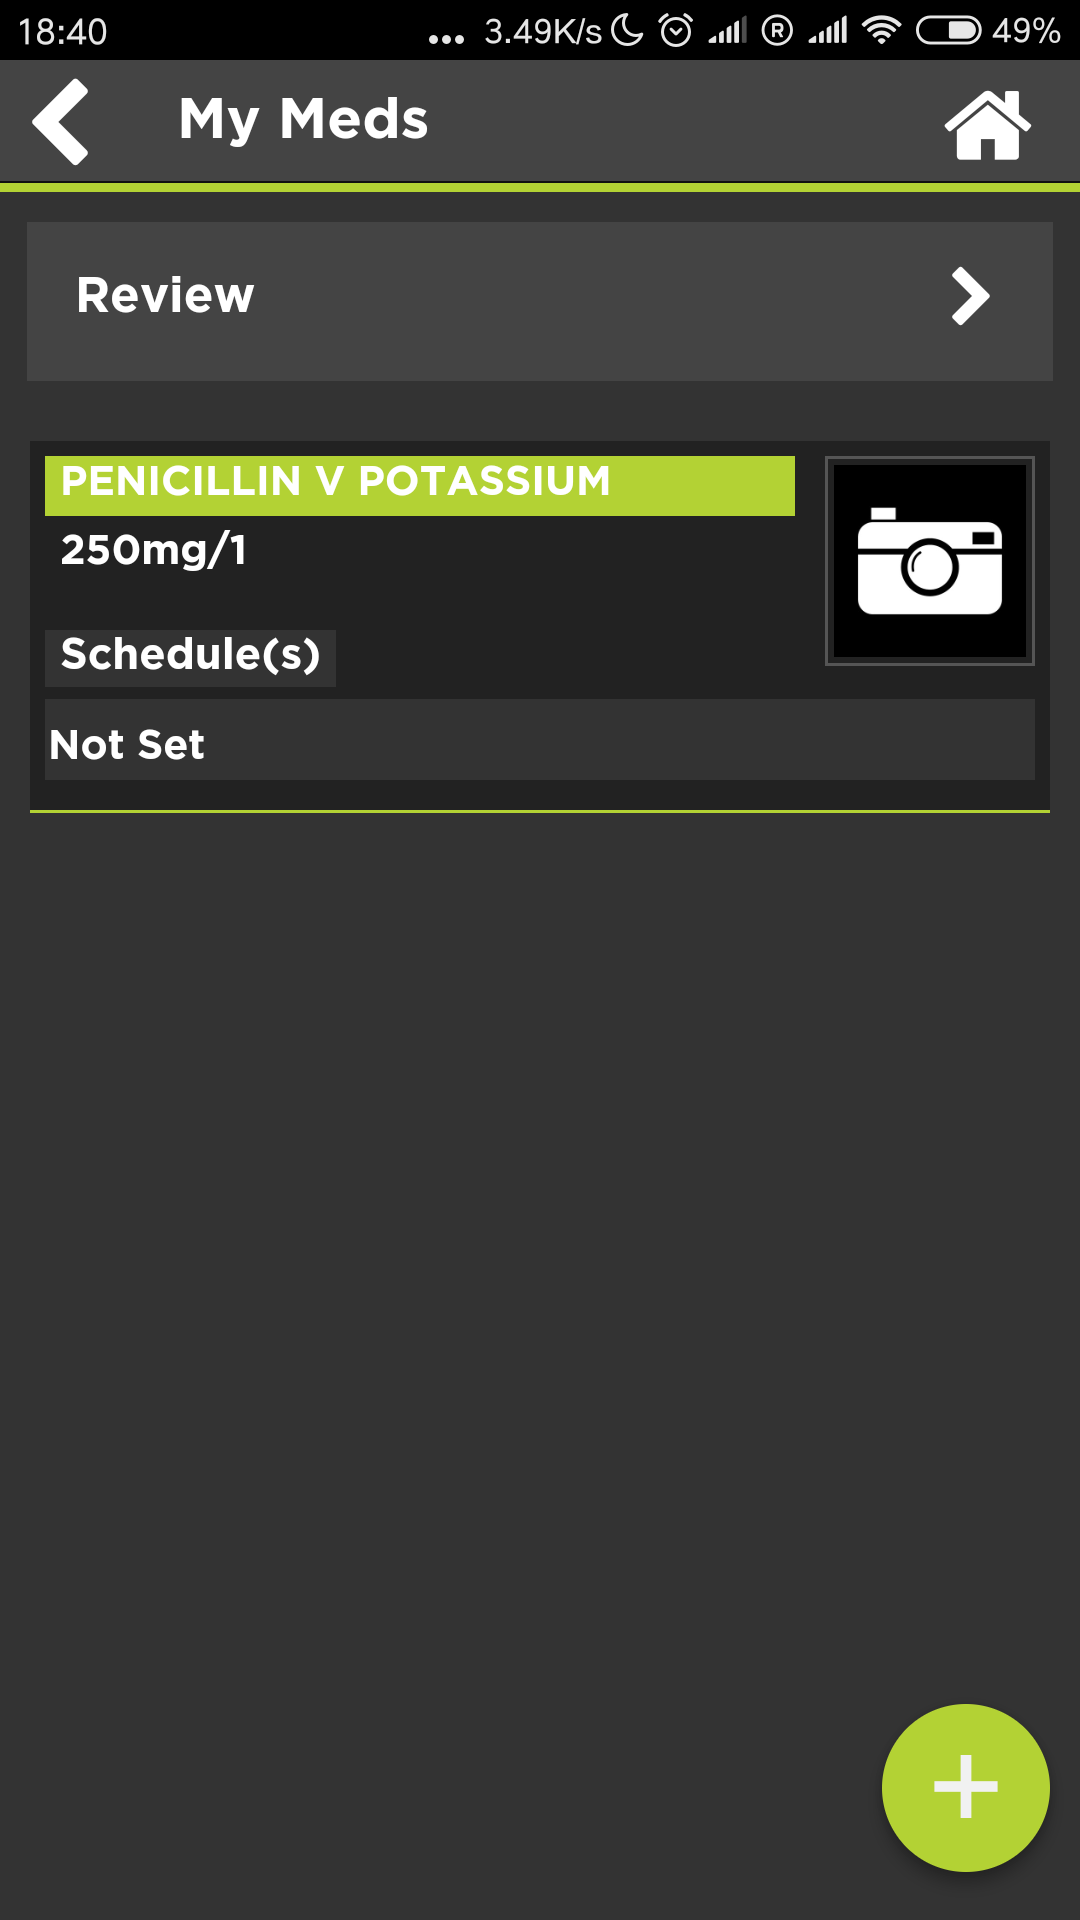 18:40 ... 3.49K/s R 49%
My Meds
Review
PENICILLIN V POTASSIUM
250mg/1
Schedule(s)
Not Set